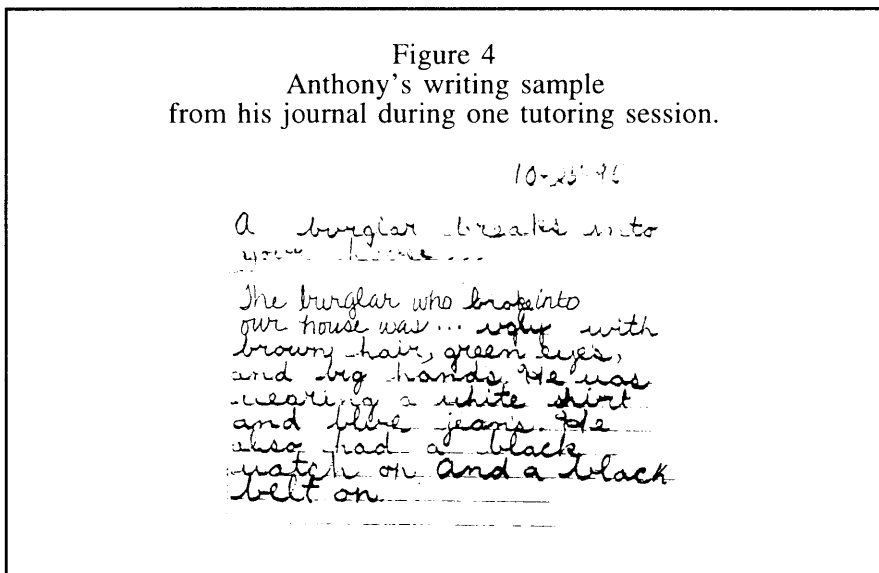 Figure 4
Anthony's writing sample
from his journal during one tutoring session.
A burglar breaks into
your home...
The burglar who broke into
our house was... ugly with
brown hair, green eyes,
and big hands. He was
wearing a white shirt
and blue jeans. He
also had a black
watch on and a black
belt on